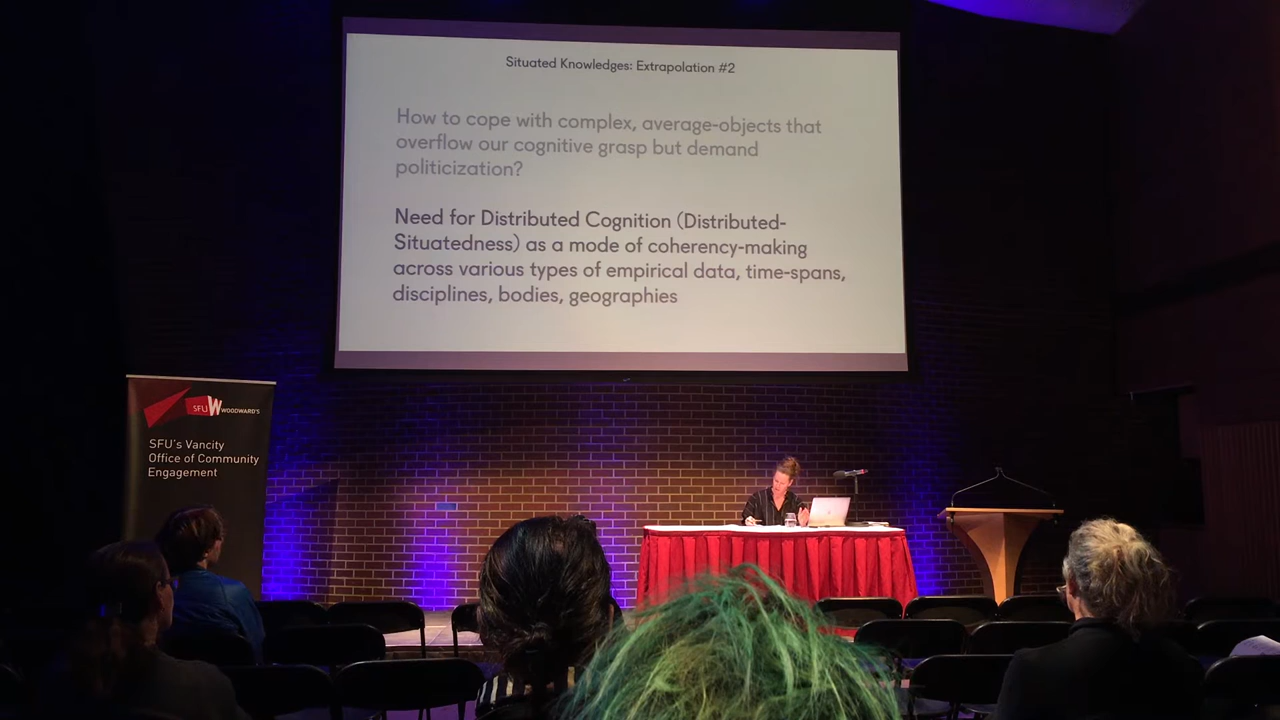 Situated Knowledges: Extrapolation #2
How to cope with complex, average-objects that
overflow our cognitive grasp but demand
politicization?
Need for Distributed Cognition (Distributed-
Situatedness) as a mode of coherency-making
across various types of empirical data, time-spans,
disciplines, bodies, geographies
SFU W WOODWARD'S
SFU's Vancity
Office of Community
Engagement